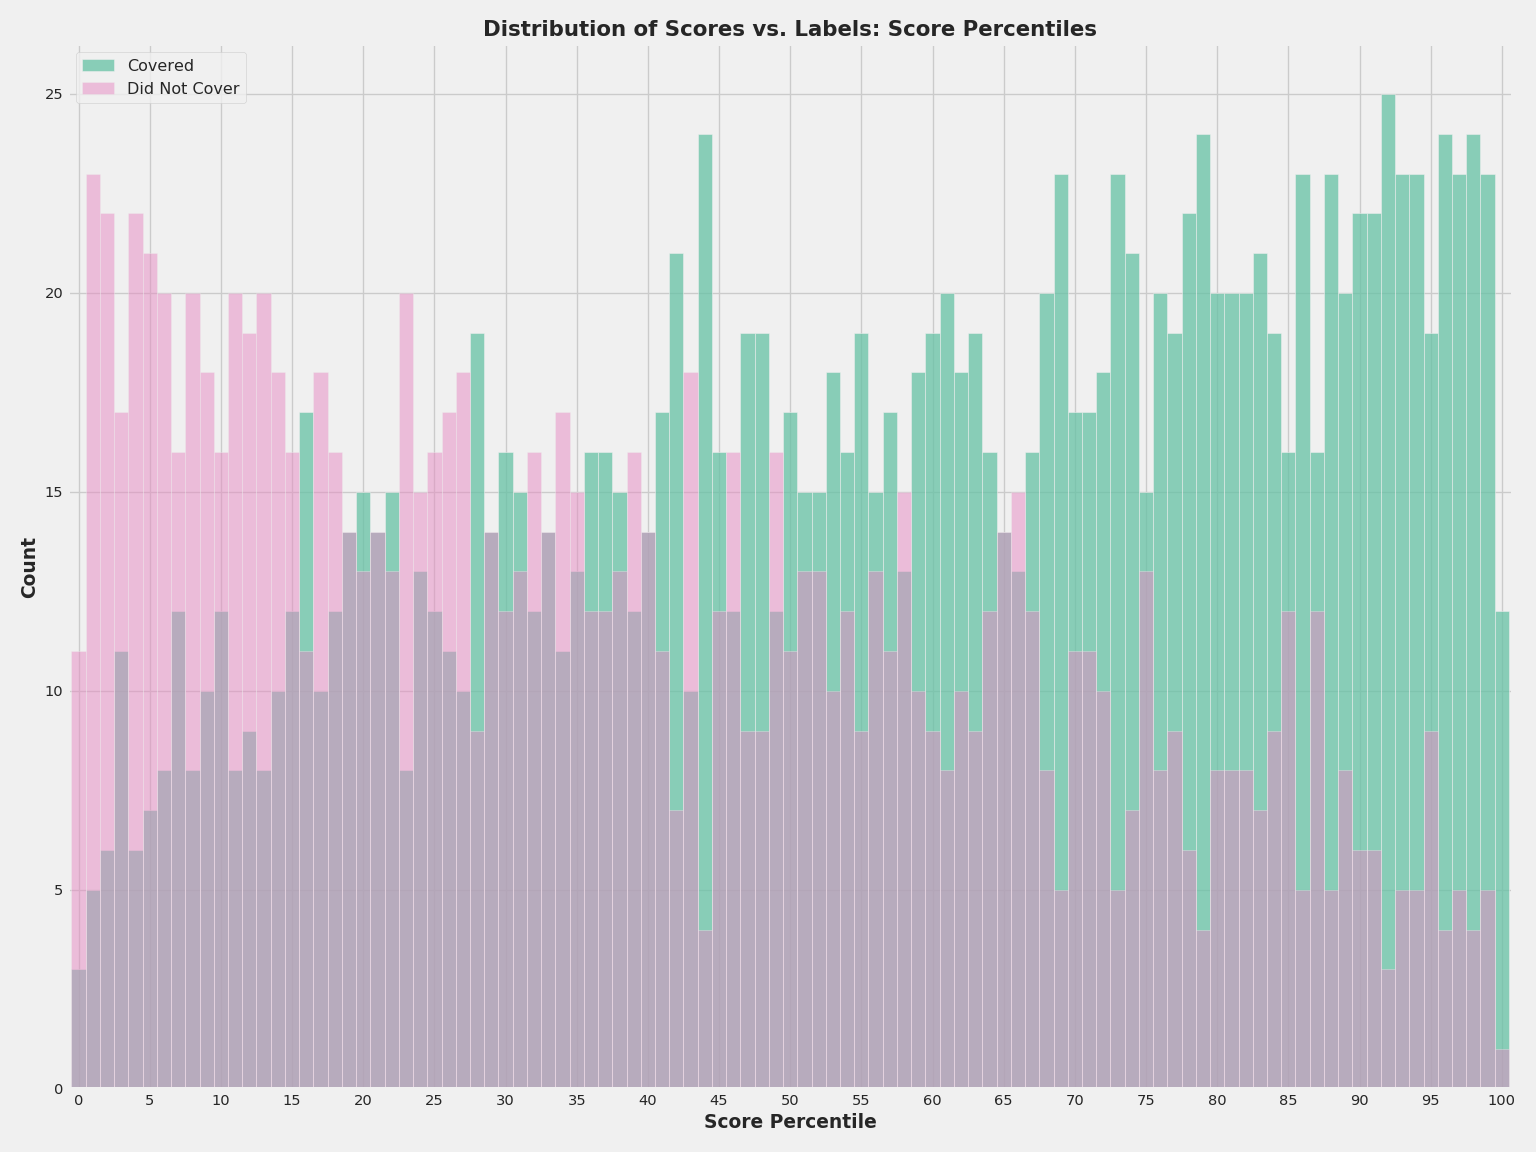 Distribution of Scores vs. Labels: Score Percentiles
Covered
Did Not Cover
25
20
15
10
5
0
Count
0 5 10 15 20 25 30 35 40 45 50 55 60 65 70 75 80 85 90 95 100
Score Percentile